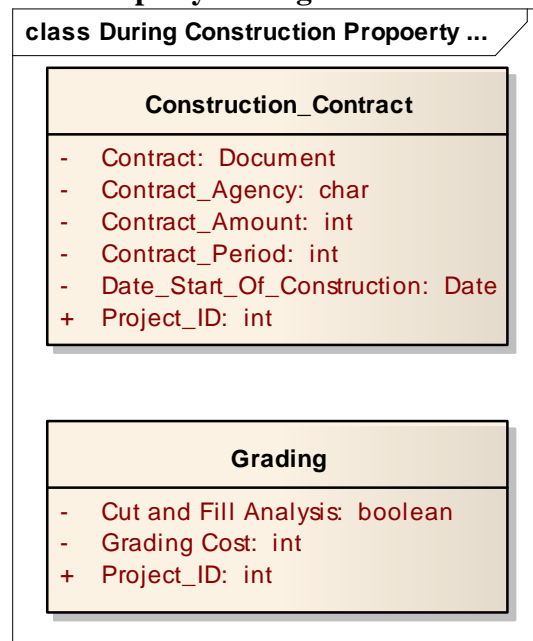 class During Construction Propoerty ...
Construction_Contract
- Contract: Document
- Contract_Agency: char
- Contract_Amount: int
- Contract_Period: int
- Date_Start_Of_Construction: Date
+ Project_ID: int
Grading
- Cut and Fill Analysis: boolean
- Grading Cost: int
+ Project_ID: int